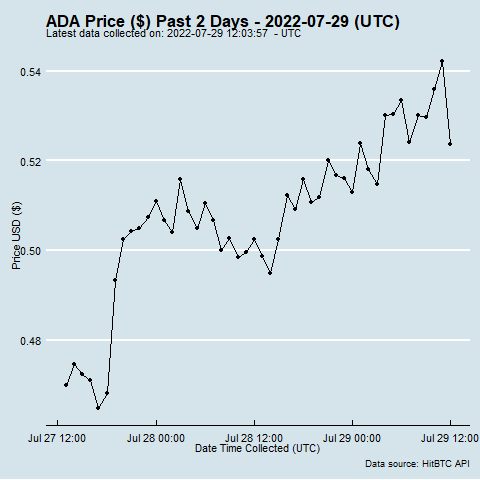 ADA Price ($) Past 2 Days - 2022-07-29 (UTC)
Latest data collected on: 2022-07-29 12:03:57  - UTC
Price USD ($)
0.54
0.52
0.50
0.48
Jul 27 12:00
Jul 28 00:00
Jul 28 12:00
Jul 29 00:00
Jul 29 12:00
Date Time Collected (UTC)
Data source: HitBTC API